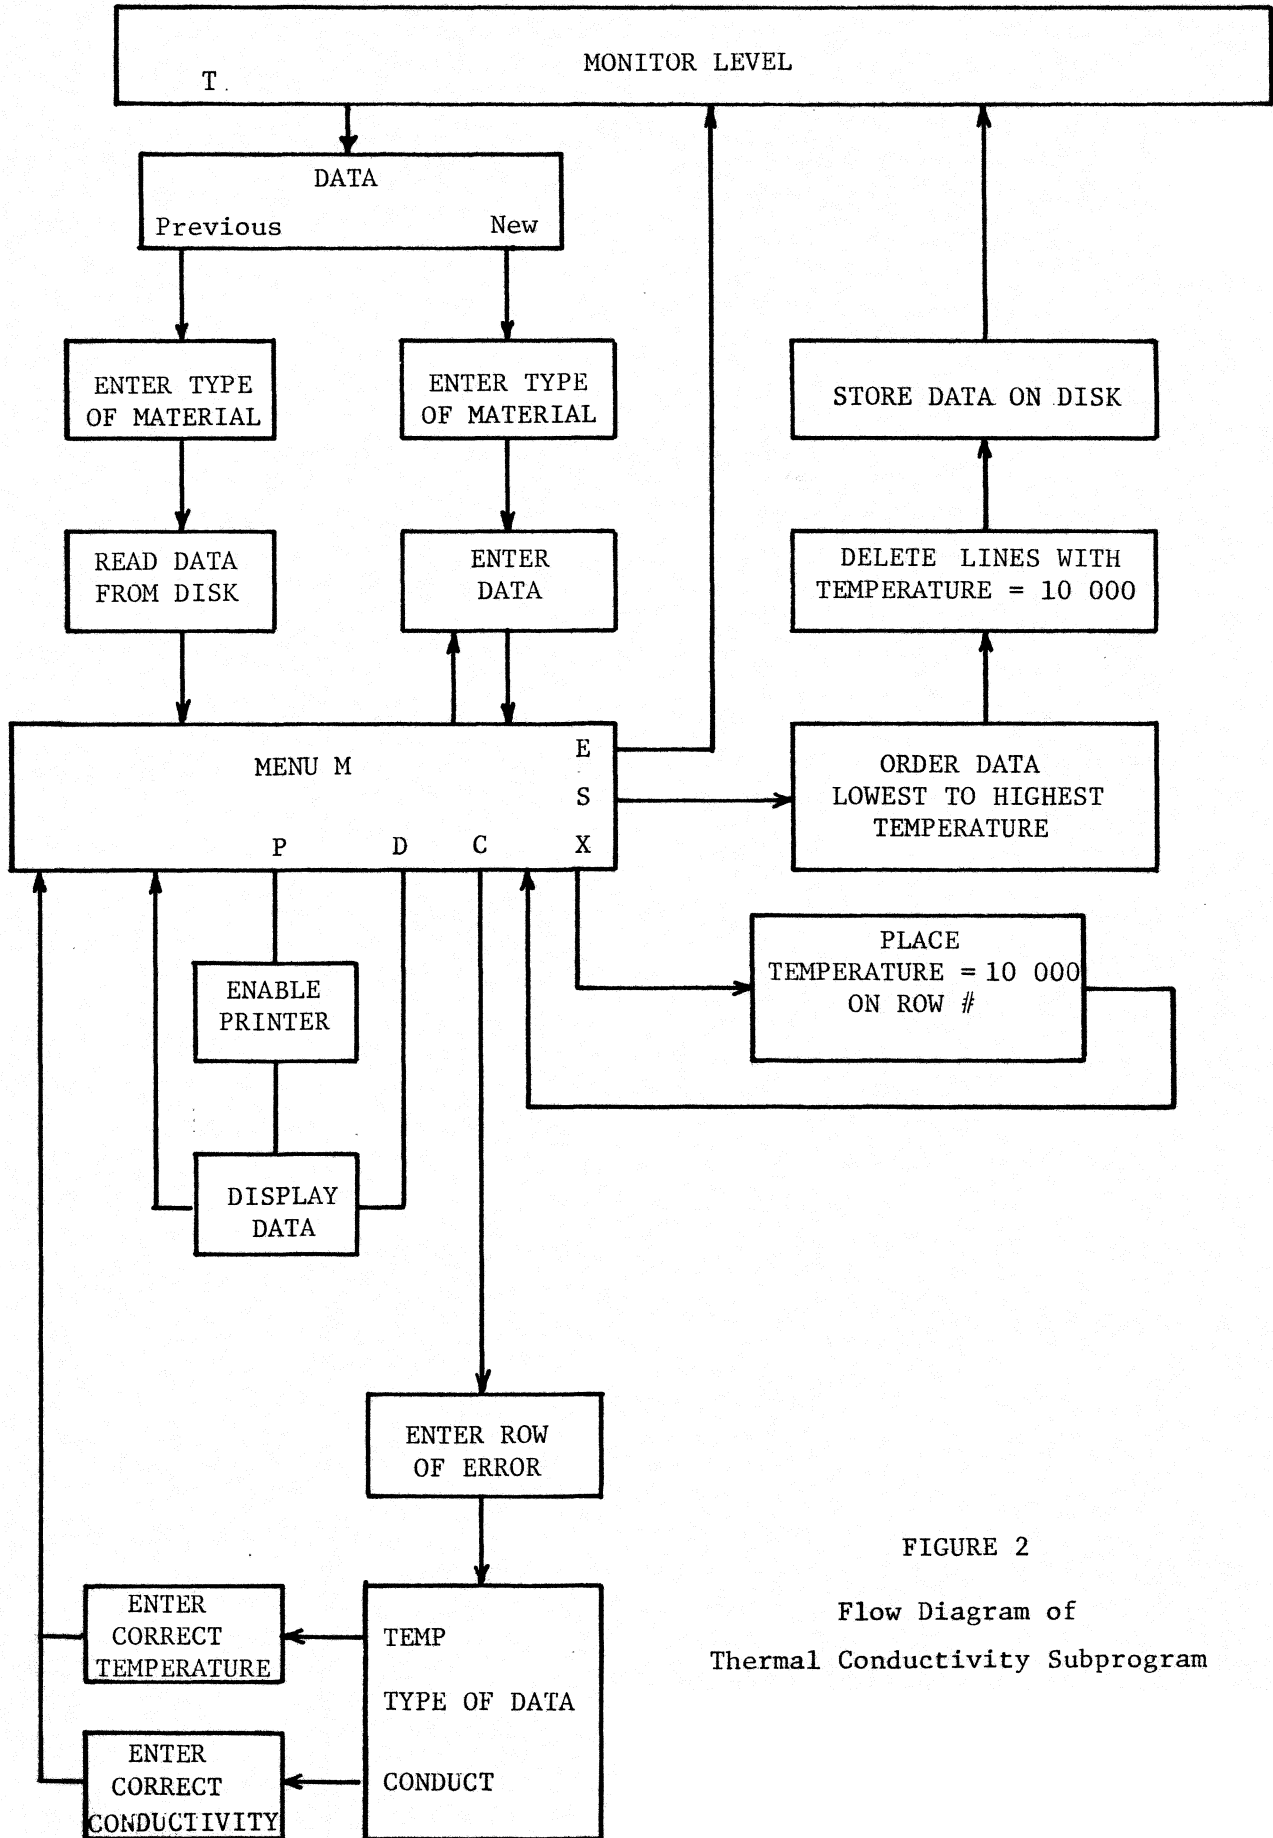 MONITOR LEVEL
T
DATA
Previous New
ENTER TYPE
OF MATERIAL
ENTER TYPE
OF MATERIAL
STORE DATA ON DISK
READ DATA
FROM DISK
ENTER
DATA
DELETE LINES WITH
TEMPERATURE = 10 000
MENU M
E
S
X
P D C
ORDER DATA
LOWEST TO HIGHEST
TEMPERATURE
PLACE
TEMPERATURE = 10 000
ON ROW #
ENABLE
PRINTER
DISPLAY
DATA
ENTER ROW
OF ERROR
ENTER
CORRECT
TEMPERATURE
TEMP
TYPE OF DATA
CONDUCT
ENTER
CORRECT
CONDUCTIVITY
FIGURE 2
Flow Diagram of
Thermal Conductivity Subprogram